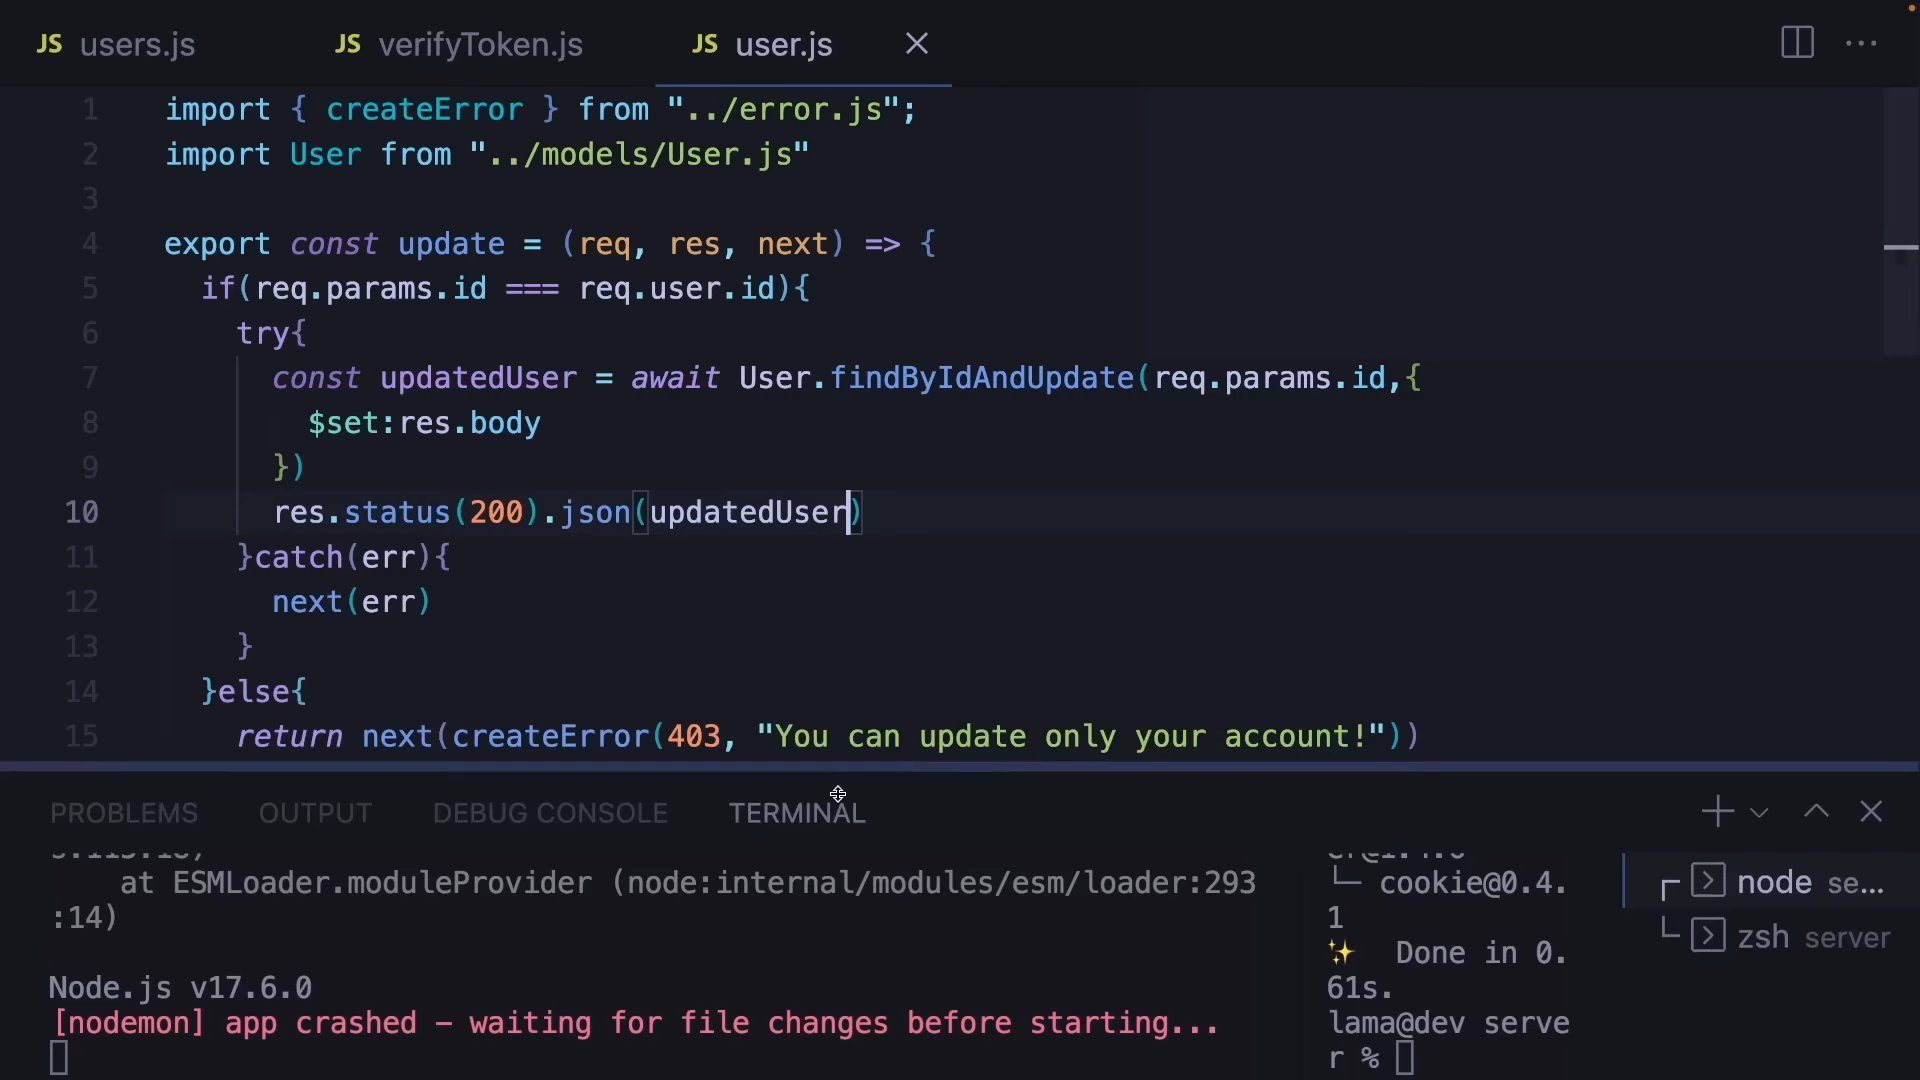 JS users.js
JS verifyToken.js
JS user.js
1 import { createError } from "../error.js";
2 import User from "../models/User.js"
3
4 export const update = (req, res, next) => {
5 if(req.params.id === req.user.id){
6 try{
7 const updatedUser = await User.findByIdAndUpdate(req.params.id,{
8 $set:res.body
9 })
10 res.status(200).json(updatedUser)
11 }catch(err){
12 next(err)
13 }
14 }else{
15 return next(createError(403, "You can update only your account!"))
PROBLEMS OUTPUT DEBUG CONSOLE TERMINAL
at ESMLoader.moduleProvider (node:internal/modules/esm/loader:293
:14)
Node.js v17.6.0
[nodemon] app crashed – waiting for file changes before starting...
└─ cookie@0.4.
1
✨ Done in 0.
61s.
lama@dev serve
r %
node se...
zsh server